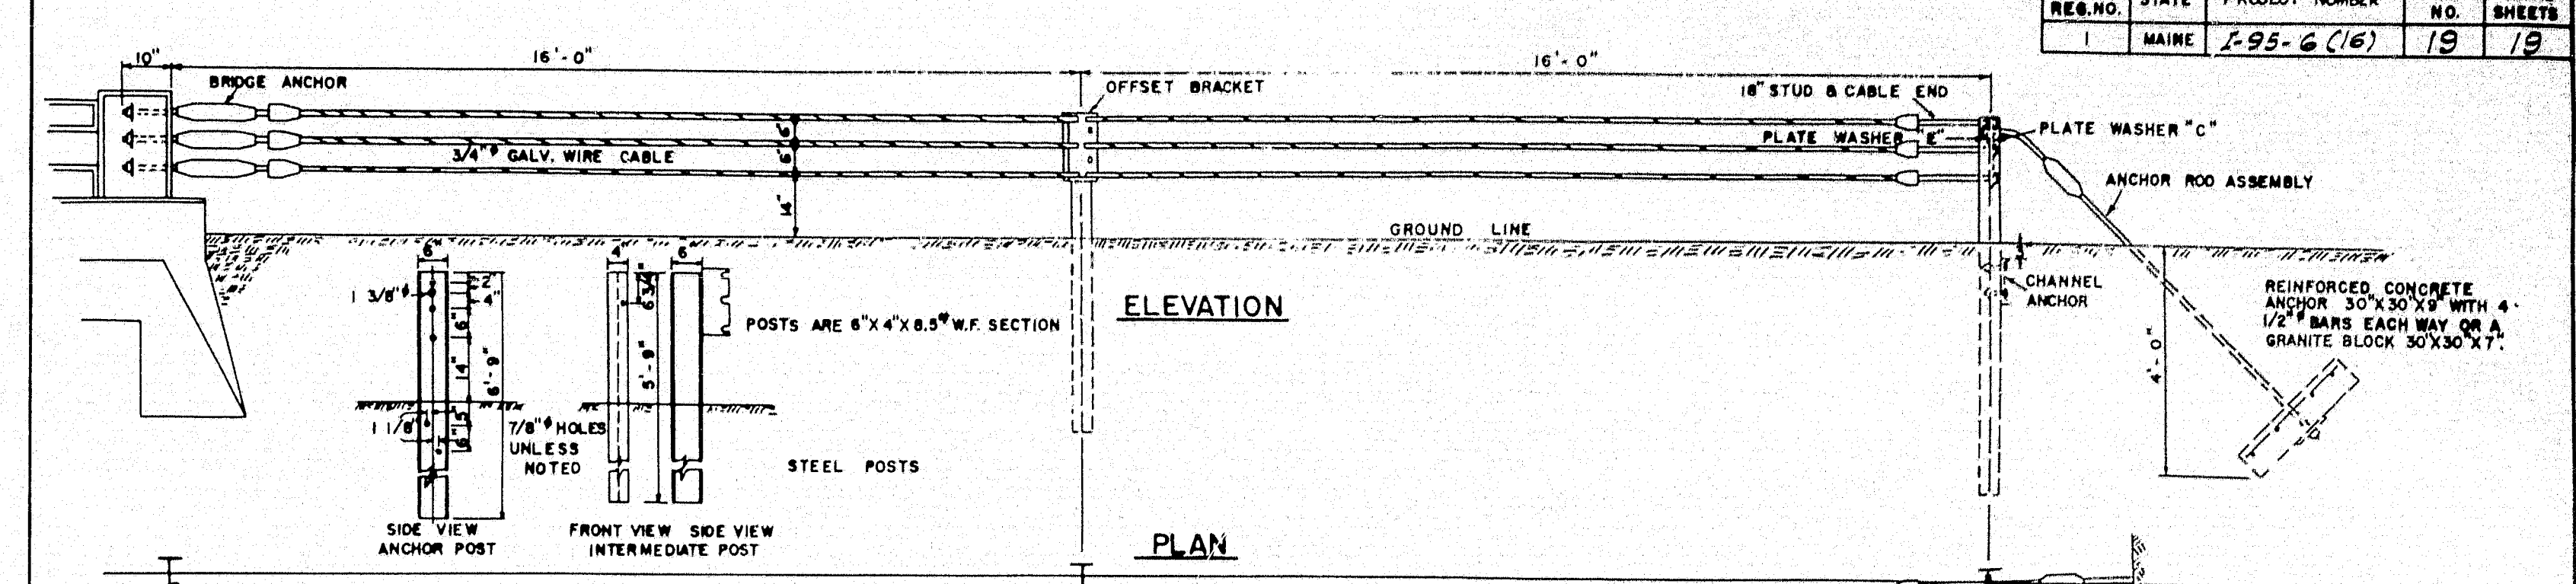 REG.NO. STATE PROJECT NUMBER NO. SHEETS
1 MAINE I-95-6 (16) 19 19
10"
16'-0"
16'-0"
BRIDGE ANCHOR
OFFSET BRACKET
18" STUD & CABLE END
PLATE WASHER "E"
PLATE WASHER "C"
3/4"⌀ GALV. WIRE CABLE
6"
6"
14"
ANCHOR ROD ASSEMBLY
GROUND LINE
CHANNEL
ANCHOR
REINFORCED CONCRETE
ANCHOR 30"X30"X9" WITH 4-
1/2"⌀ BARS EACH WAY OR A
GRANITE BLOCK 30"X30"X7".
4'-0"
ELEVATION
6"
1 3/8"⌀
2"
4"
6"
14"
6'-9"
5"
6"
1 1/8"
7/8"⌀ HOLES
UNLESS
NOTED
4"
6"
6 3/4"
5'-9"
POSTS ARE 6"X4"X8.5# W.F. SECTION
STEEL POSTS
SIDE VIEW
ANCHOR POST
FRONT VIEW SIDE VIEW
INTERMEDIATE POST
PLAN